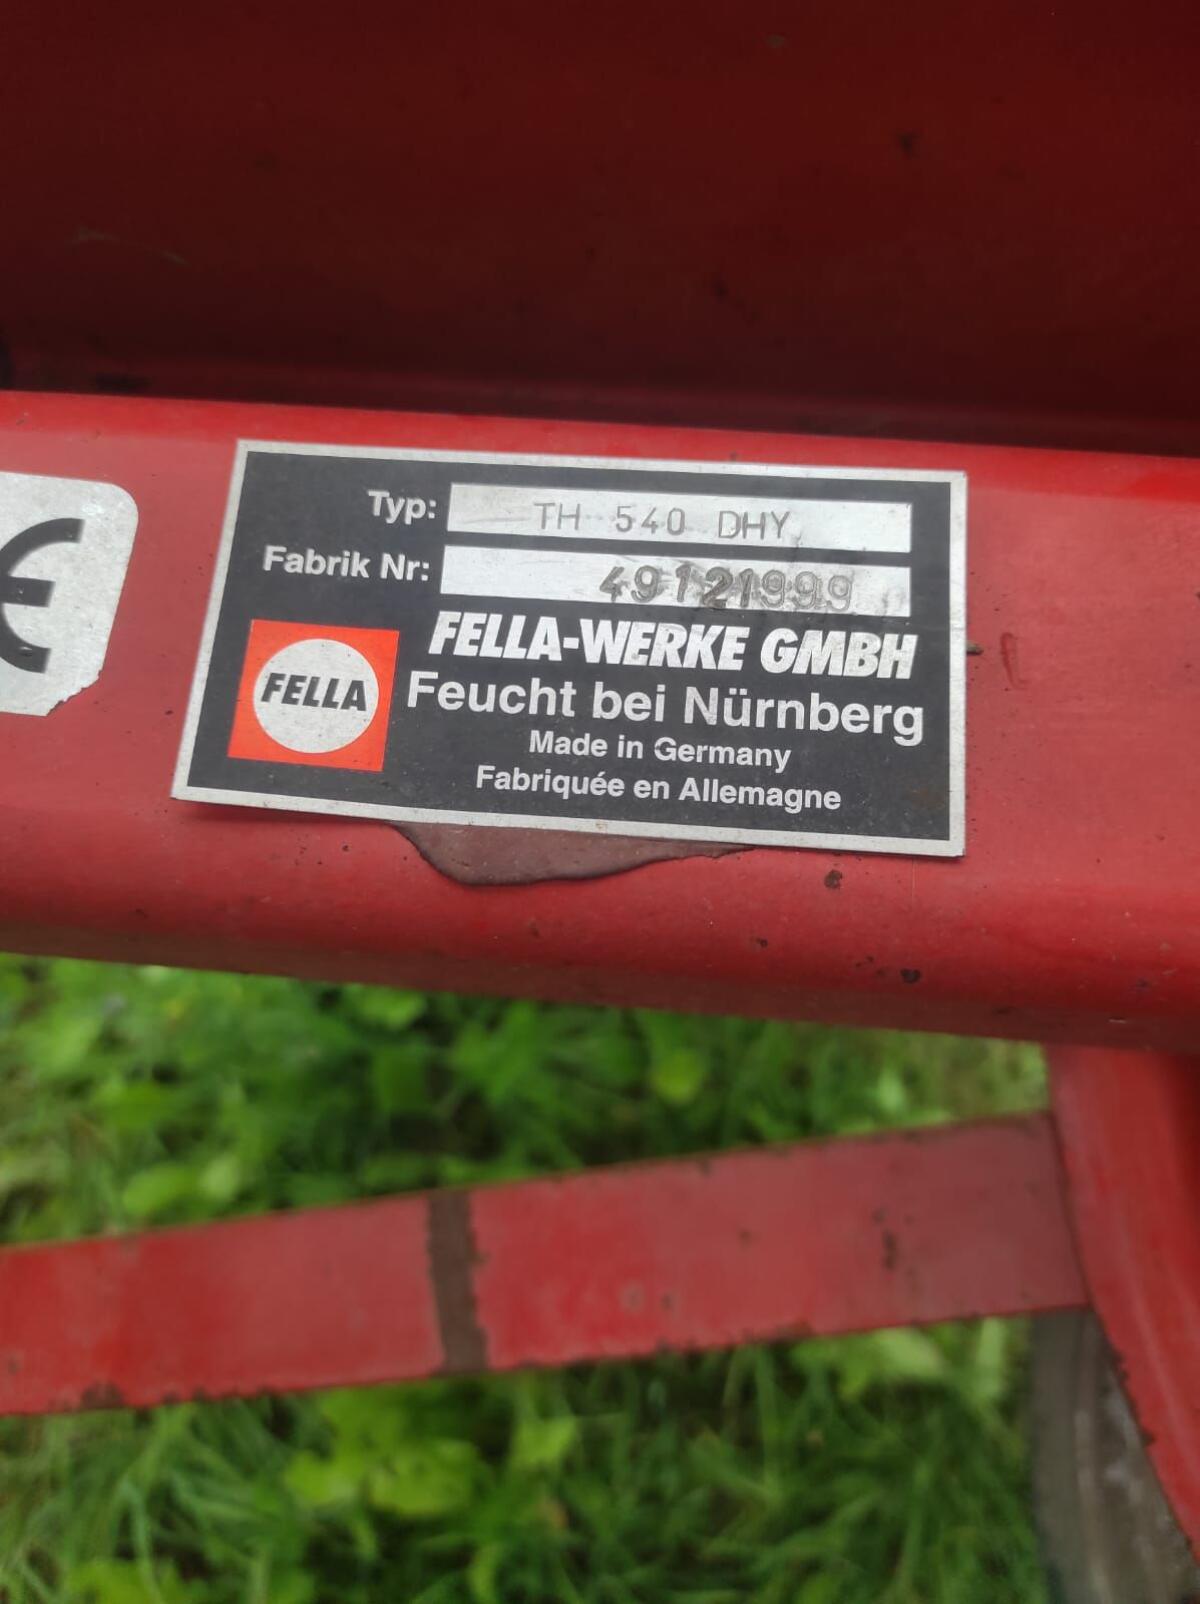 CE
Typ: TH 540 DHY
Fabrik Nr: 49121999
FELLA
FELLA-WERKE GMBH
Feucht bei Nürnberg
Made in Germany
Fabriquée en Allemagne